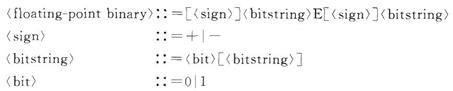 ⟨floating-point binary⟩::=[⟨sign⟩]⟨bitstring⟩E[⟨sign⟩]⟨bitstring⟩
⟨sign⟩ ::=+|−
⟨bitstring⟩ ::=⟨bit⟩[⟨bitstring⟩]
⟨bit⟩ ::=0|1